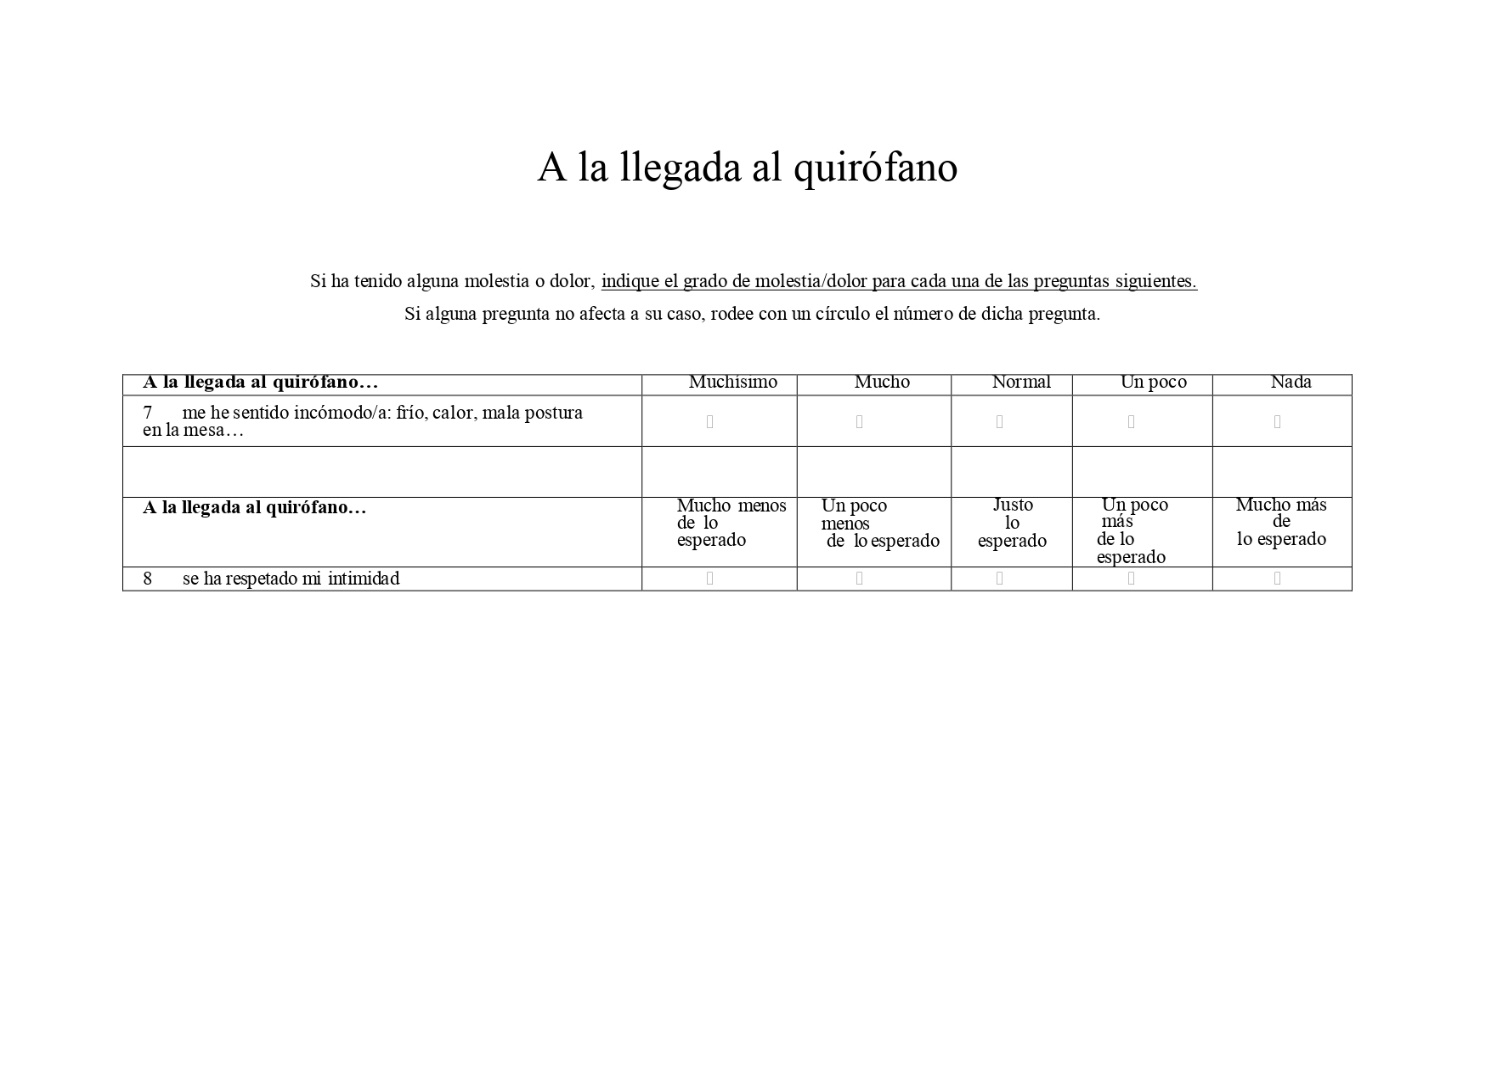 A la llegada al quirófano
Si ha tenido alguna molestia o dolor, indique el grado de molestia/dolor para cada una de las preguntas siguientes.
Si alguna pregunta no afecta a su caso, rodee con un círculo el número de dicha pregunta.
A la llegada al quirófano… Muchísimo Mucho Normal Un poco Nada
7 me he sentido incómodo/a: frío, calor, mala postura
en la mesa…
A la llegada al quirófano…
Mucho menos
de lo
esperado
Un poco
menos
de lo esperado
Justo
lo
esperado
Un poco
más
de lo
esperado
Mucho más
de
lo esperado
8 se ha respetado mi intimidad